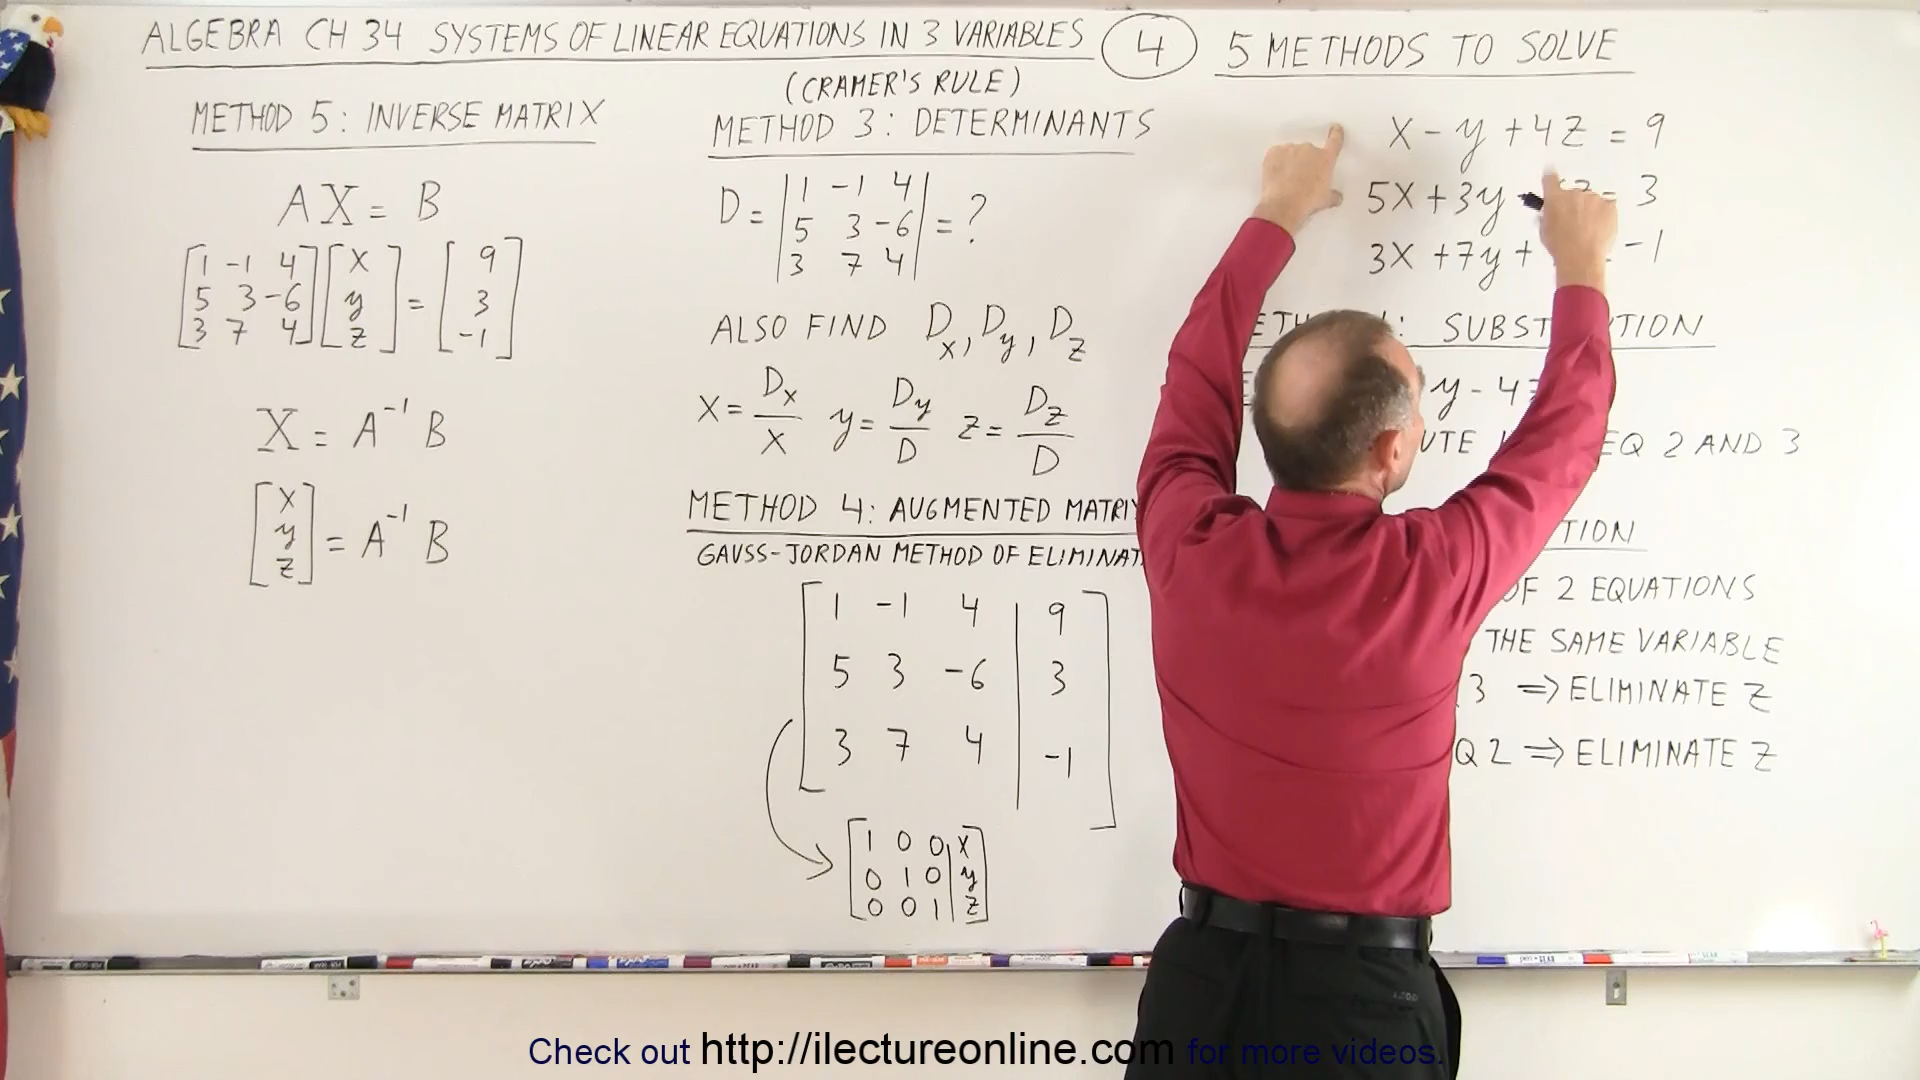 ALGEBRA CH 34 SYSTEMS OF LINEAR EQUATIONS IN 3 VARIABLES 4 5 METHODS TO SOLVE
METHOD 5: INVERSE MATRIX
AX = B
[1 -1 4] [x] [9]
[5 3 -6] [y] = [3]
[3 7 4] [z] [-1]
X = A⁻¹ B
[x]
[y] = A⁻¹ B
[z]
(CRAMER'S RULE)
METHOD 3: DETERMINANTS
|1 -1 4|
D = |5 3 -6| = ?
|3 7 4|
ALSO FIND Dx, Dy, Dz
x = Dx/x y = Dy/D z = Dz/D
METHOD 4: AUGMENTED
GAUSS-JORDAN METHOD OF
[1 -1 4 | 9]
[5 3 -6 | 3]
[3 7 4 | -1]
[1 0 0 | x]
[0 1 0 | y]
[0 0 1 | z]
x - y + 4z = 9
5x + 3y = 3
3x + 7y + -1
y - 4
EQ 2 AND 3
OF 2 EQUATIONS
THE SAME VARIABLE
3 ⇒ ELIMINATE Z
2 ⇒ ELIMINATE Z
Check out http://ilectureonline.com for more videos.